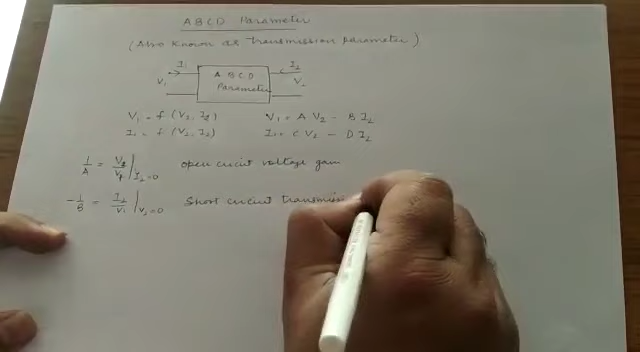 ABCD Parameter
(Also known as transmission parameter)
I₁ A B C D I₂
V₁ Parameter V₂
V₁ = f (V₂, I₂) V₁ = A V₂ - B I₂
I₁ = f (V₂, I₂) I₁ = C V₂ - D I₂
1/A = V₂/V₁ |I₂=0 open circuit voltage gain
-1/B = I₂/V₁ |V₂=0 Short circuit transmiss